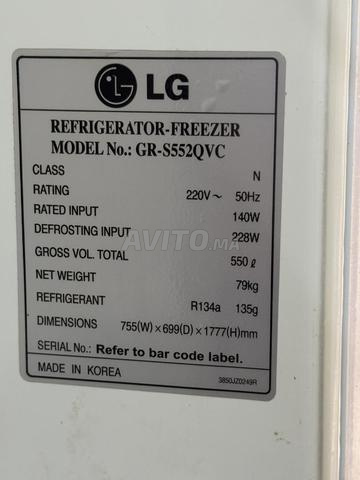 LG
REFRIGERATOR-FREEZER
MODEL No.: GR-S552QVC
CLASS N
RATING 220V~ 50Hz
RATED INPUT 140W
DEFROSTING INPUT 228W
AVITO.MA
GROSS VOL. TOTAL 550 ℓ
NET WEIGHT 79kg
REFRIGERANT R134a 135g
DIMENSIONS 755(W)×699(D)×1777(H)mm
SERIAL No.: Refer to bar code label.
MADE IN KOREA 3850JZ0249R